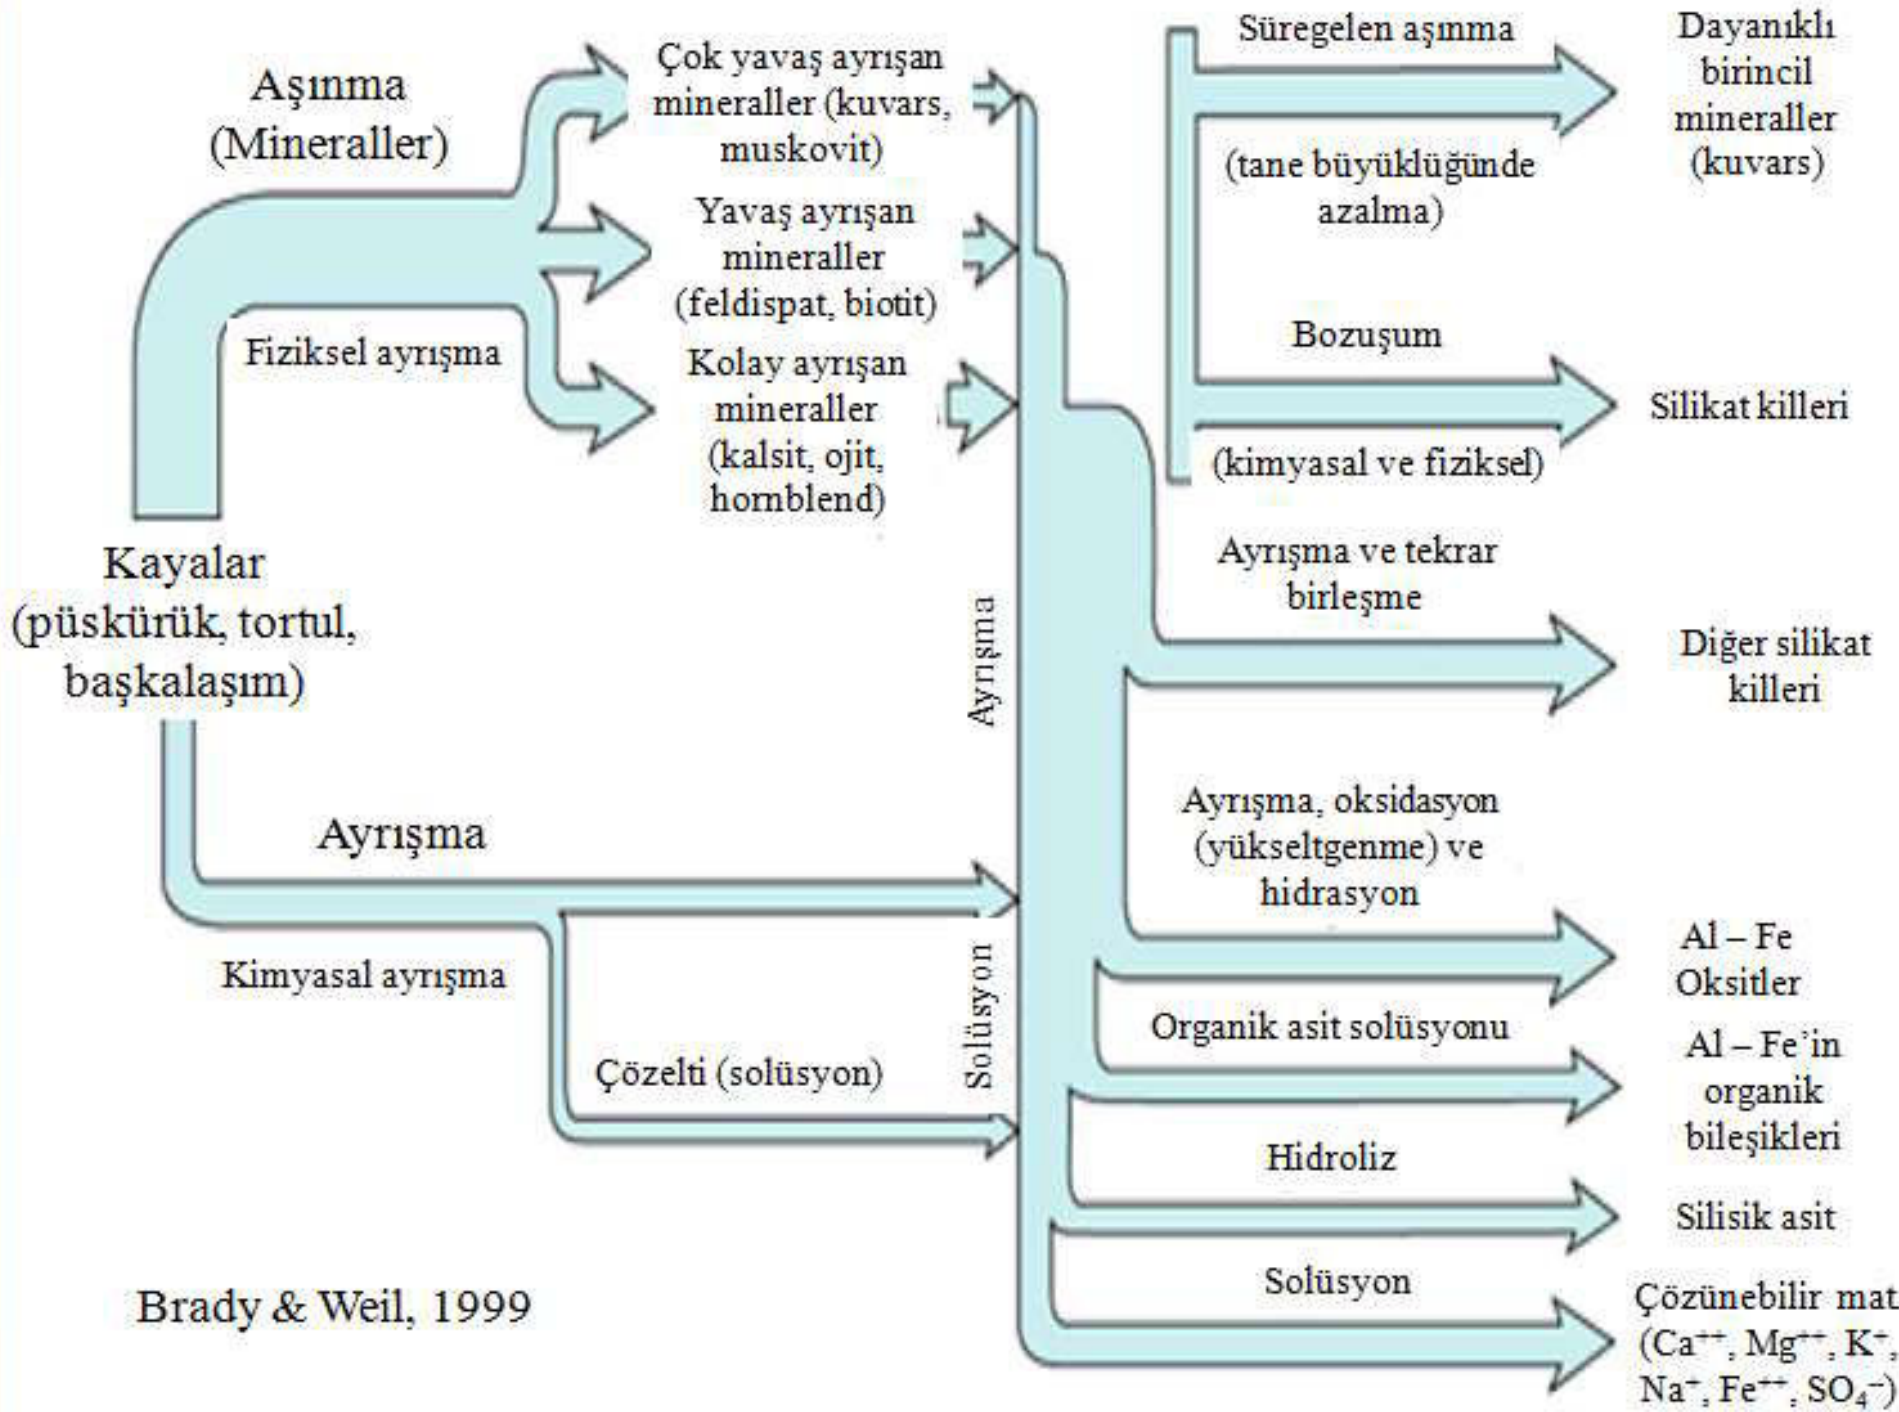 Aşınma
(Mineraller)
Fiziksel ayrışma
Kayalar
(püskürük, tortul,
başkalaşım)
Ayrışma
Kimyasal ayrışma
Çözelti (solüsyon)
Brady & Weil, 1999
Çok yavaş ayrışan
mineraller (kuvars,
muskovit)
Yavaş ayrışan
mineraller
(feldispat, biotit)
Kolay ayrışan
mineraller
(kalsit, ojit,
hornblend)
Ayrışma
Solüsyon
Süregelen aşınma
(tane büyüklüğünde
azalma)
Dayanıklı
birincil
mineraller
(kuvars)
Bozuşum
(kimyasal ve fiziksel)
Silikat killeri
Ayrışma ve tekrar
birleşme
Diğer silikat
killeri
Ayrışma, oksidasyon
(yükseltgenme) ve
hidrasyon
Al – Fe
Oksitler
Organik asit solüsyonu
Al – Fe’in
organik
bileşikleri
Hidroliz
Silisik asit
Solüsyon
Çözünebilir mat
(Ca⁺⁺, Mg⁺⁺, K⁺,
Na⁺, Fe⁺⁺, SO₄⁻⁻)